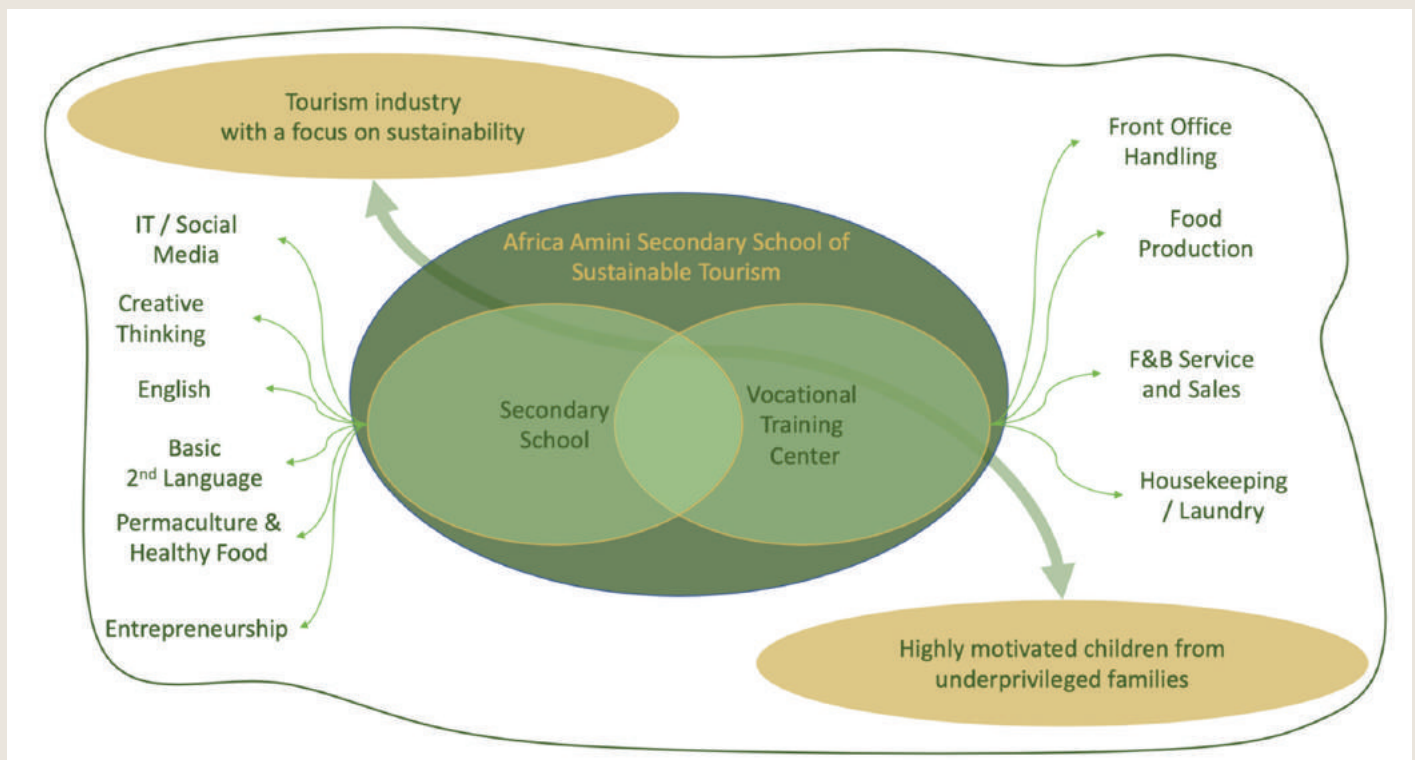 Tourism industry
with a focus on sustainability
IT / Social
Media
Creative
Thinking
English
Basic
2nd Language
Permaculture &
Healthy Food
Entrepreneurship
Africa Amini Secondary School of
Sustainable Tourism
Secondary
School
Vocational
Training
Center
Front Office
Handling
Food
Production
F&B Service
and Sales
Housekeeping
/ Laundry
Highly motivated children from
underprivileged families